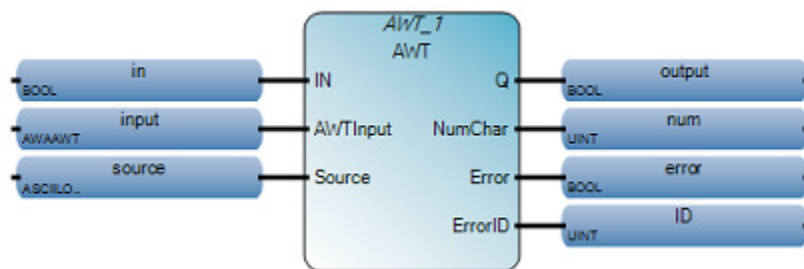 AWT_1
AWT
in
BOOL
IN
Q
output
BOOL
input
AWAAWT
AWTInput
NumChar
num
UINT
source
ASCIILO...
Source
Error
error
BOOL
ErrorID
ID
UINT